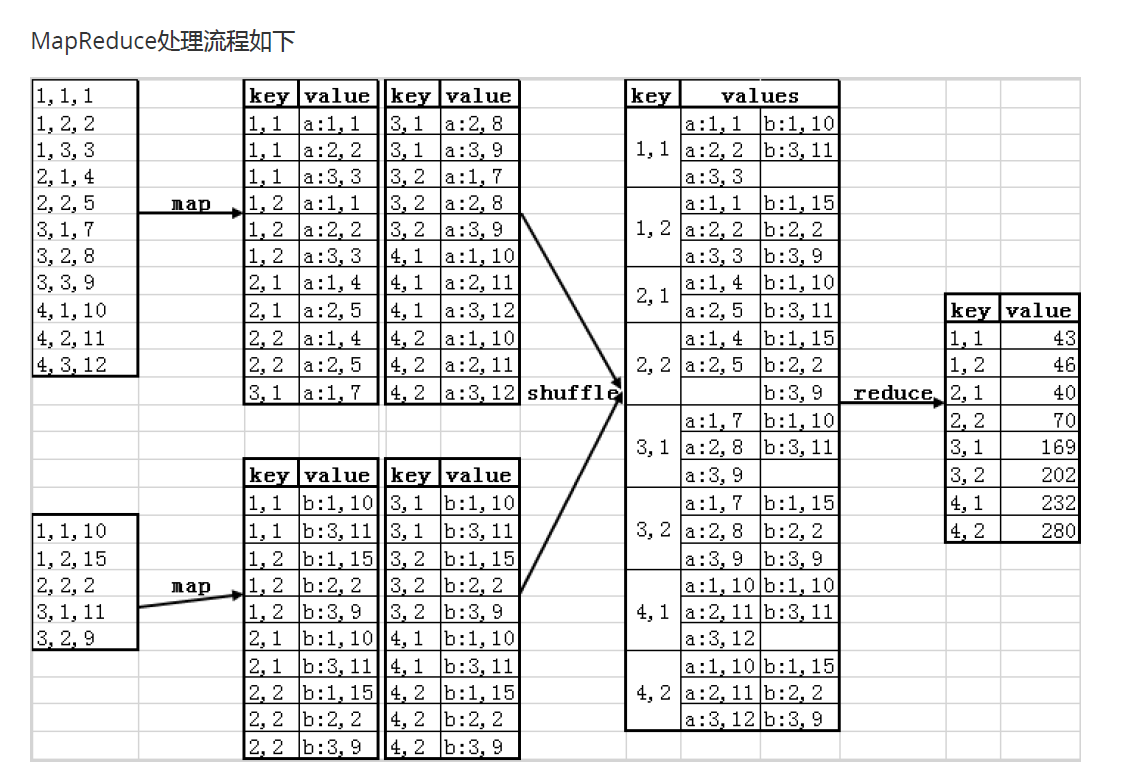 MapReduce处理流程如下
1,1,1
1,2,2
1,3,3
2,1,4
2,2,5
3,1,7
3,2,8
3,3,9
4,1,10
4,2,11
4,3,12
map
key value key value
1,1 a:1,1 3,1 a:2,8
1,1 a:2,2 3,1 a:3,9
1,1 a:3,3 3,2 a:1,7
1,2 a:1,1 3,2 a:2,8
1,2 a:2,2 3,2 a:3,9
1,2 a:3,3 4,1 a:1,10
2,1 a:1,4 4,1 a:2,11
2,1 a:2,5 4,1 a:3,12
2,2 a:1,4 4,2 a:1,10
2,2 a:2,5 4,2 a:2,11
3,1 a:1,7 4,2 a:3,12
1,1,10
1,2,15
2,2,2
3,1,11
3,2,9
map
key value key value
1,1 b:1,10 3,1 b:1,10
1,1 b:3,11 3,1 b:3,11
1,2 b:1,15 3,2 b:1,15
1,2 b:2,2 3,2 b:2,2
1,2 b:3,9 3,2 b:3,9
2,1 b:1,10 4,1 b:1,10
2,1 b:3,11 4,1 b:3,11
2,2 b:1,15 4,2 b:1,15
2,2 b:2,2 4,2 b:2,2
2,2 b:3,9 4,2 b:3,9
shuffle
key values
a:1,1 b:1,10
1,1 a:2,2 b:3,11
a:3,3
a:1,1 b:1,15
1,2 a:2,2 b:2,2
a:3,3 b:3,9
2,1 a:1,4 b:1,10
a:2,5 b:3,11
a:1,4 b:1,15
2,2 a:2,5 b:2,2
b:3,9
a:1,7 b:1,10
3,1 a:2,8 b:3,11
a:3,9
a:1,7 b:1,15
3,2 a:2,8 b:2,2
a:3,9 b:3,9
a:1,10 b:1,10
4,1 a:2,11 b:3,11
a:3,12
a:1,10 b:1,15
4,2 a:2,11 b:2,2
a:3,12 b:3,9
reduce
key value
1,1 43
1,2 46
2,1 40
2,2 70
3,1 169
3,2 202
4,1 232
4,2 280